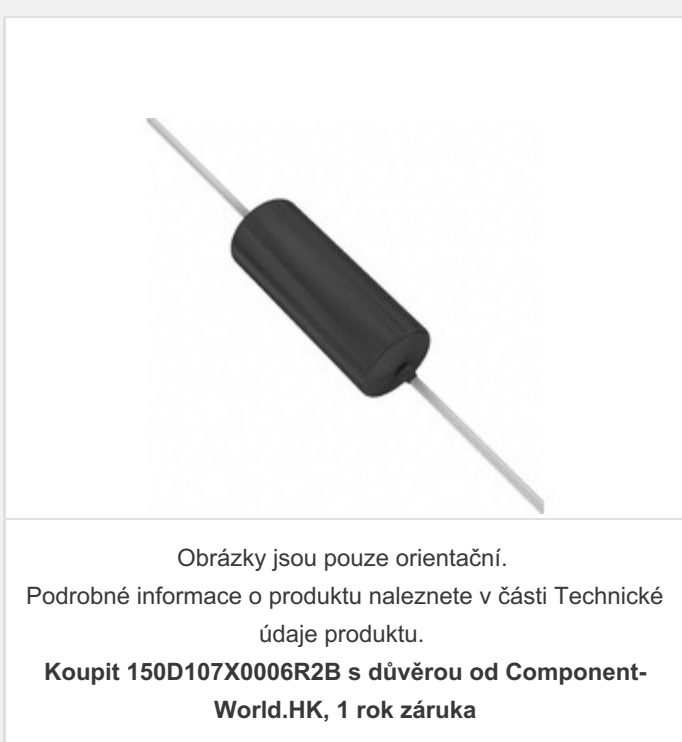 Obrázky jsou pouze orientační.
Podrobné informace o produktu naleznete v části Technické
údaje produktu.
Koupit 150D107X0006R2B s důvěrou od Component-
World.HK, 1 rok záruka